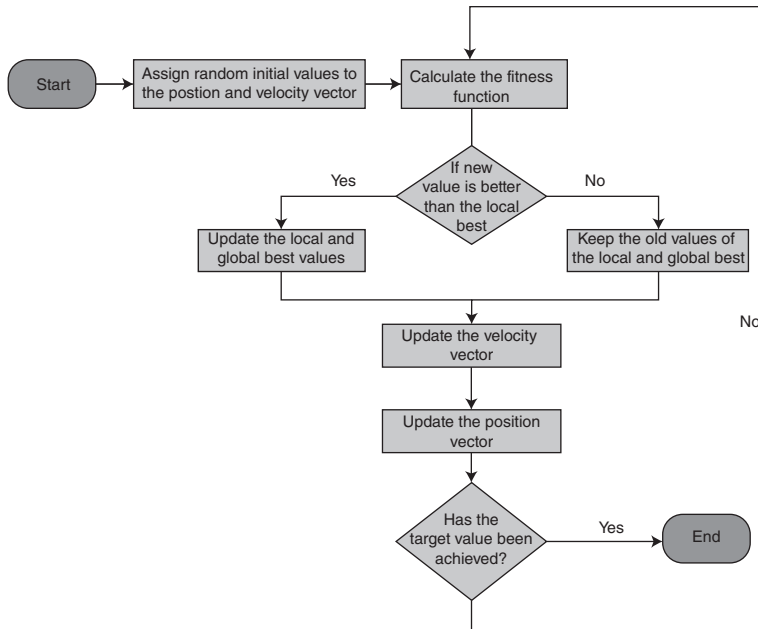 Start
Assign random initial values to
the postion and velocity vector
Calculate the fitness
function
If new
value is better
than the local
best
Yes
No
Update the local and
global best values
Keep the old values of
the local and global best
No
Update the velocity
vector
Update the position
vector
Has the
target value been
achieved?
Yes
End